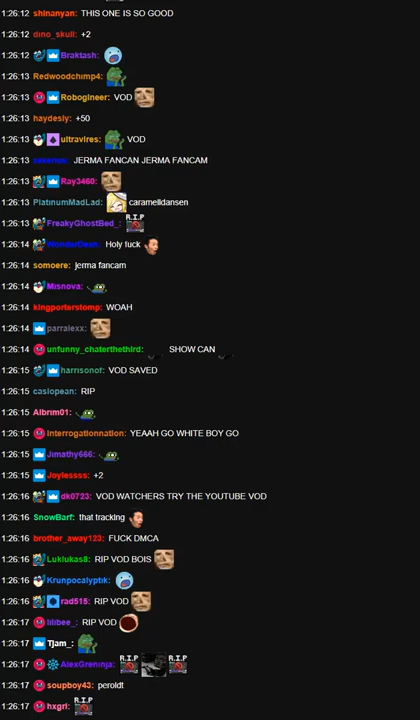 1:26:12 shinanyan: THIS ONE IS SO GOOD
1:26:12 dino_skull: +2
1:26:12 Braktash:
1:26:13 Redwoodchimp4:
1:26:13 Robogineer: VOD
1:26:13 haydesiy: +50
1:26:13 ultravires: VOD
1:26:13 JERMA FANCAN JERMA FANCAM
1:26:13 Ray3460:
1:26:13 PlatinumMadLad: caramelldansen
1:26:13 FreakyGhostBed_: R.I.P
1:26:14 WonderDean: Holy fuck
1:26:14 somoere: jerma fancam
1:26:14 Misnova:
1:26:14 kingporterstomp: WOAH
1:26:14 parralexx:
1:26:14 unfunny_chaterthethird: SHOW CAN
1:26:15 harrisonof: VOD SAVED
1:26:15 casiopean: RIP
1:26:15 Albrim01:
1:26:15 Interrogationnation: YEAAH GO WHITE BOY GO
1:26:15 Jimathy666:
1:26:15 Joylessss: +2
1:26:16 dk0723: VOD WATCHERS TRY THE YOUTUBE VOD
1:26:16 SnowBarf: that tracking
1:26:16 brother_away123: FUCK DMCA
1:26:16 Luklukas8: RIP VOD BOIS
1:26:16 Krunpocalyptik:
1:26:16 rad515: RIP VOD
1:26:17 lilibee_: RIP VOD
1:26:17 TJam_:
1:26:17 AlexGreninja: R.I.P R.I.P
1:26:17 soupboy43: peroldt
1:26:17 hxgrl: R.I.P